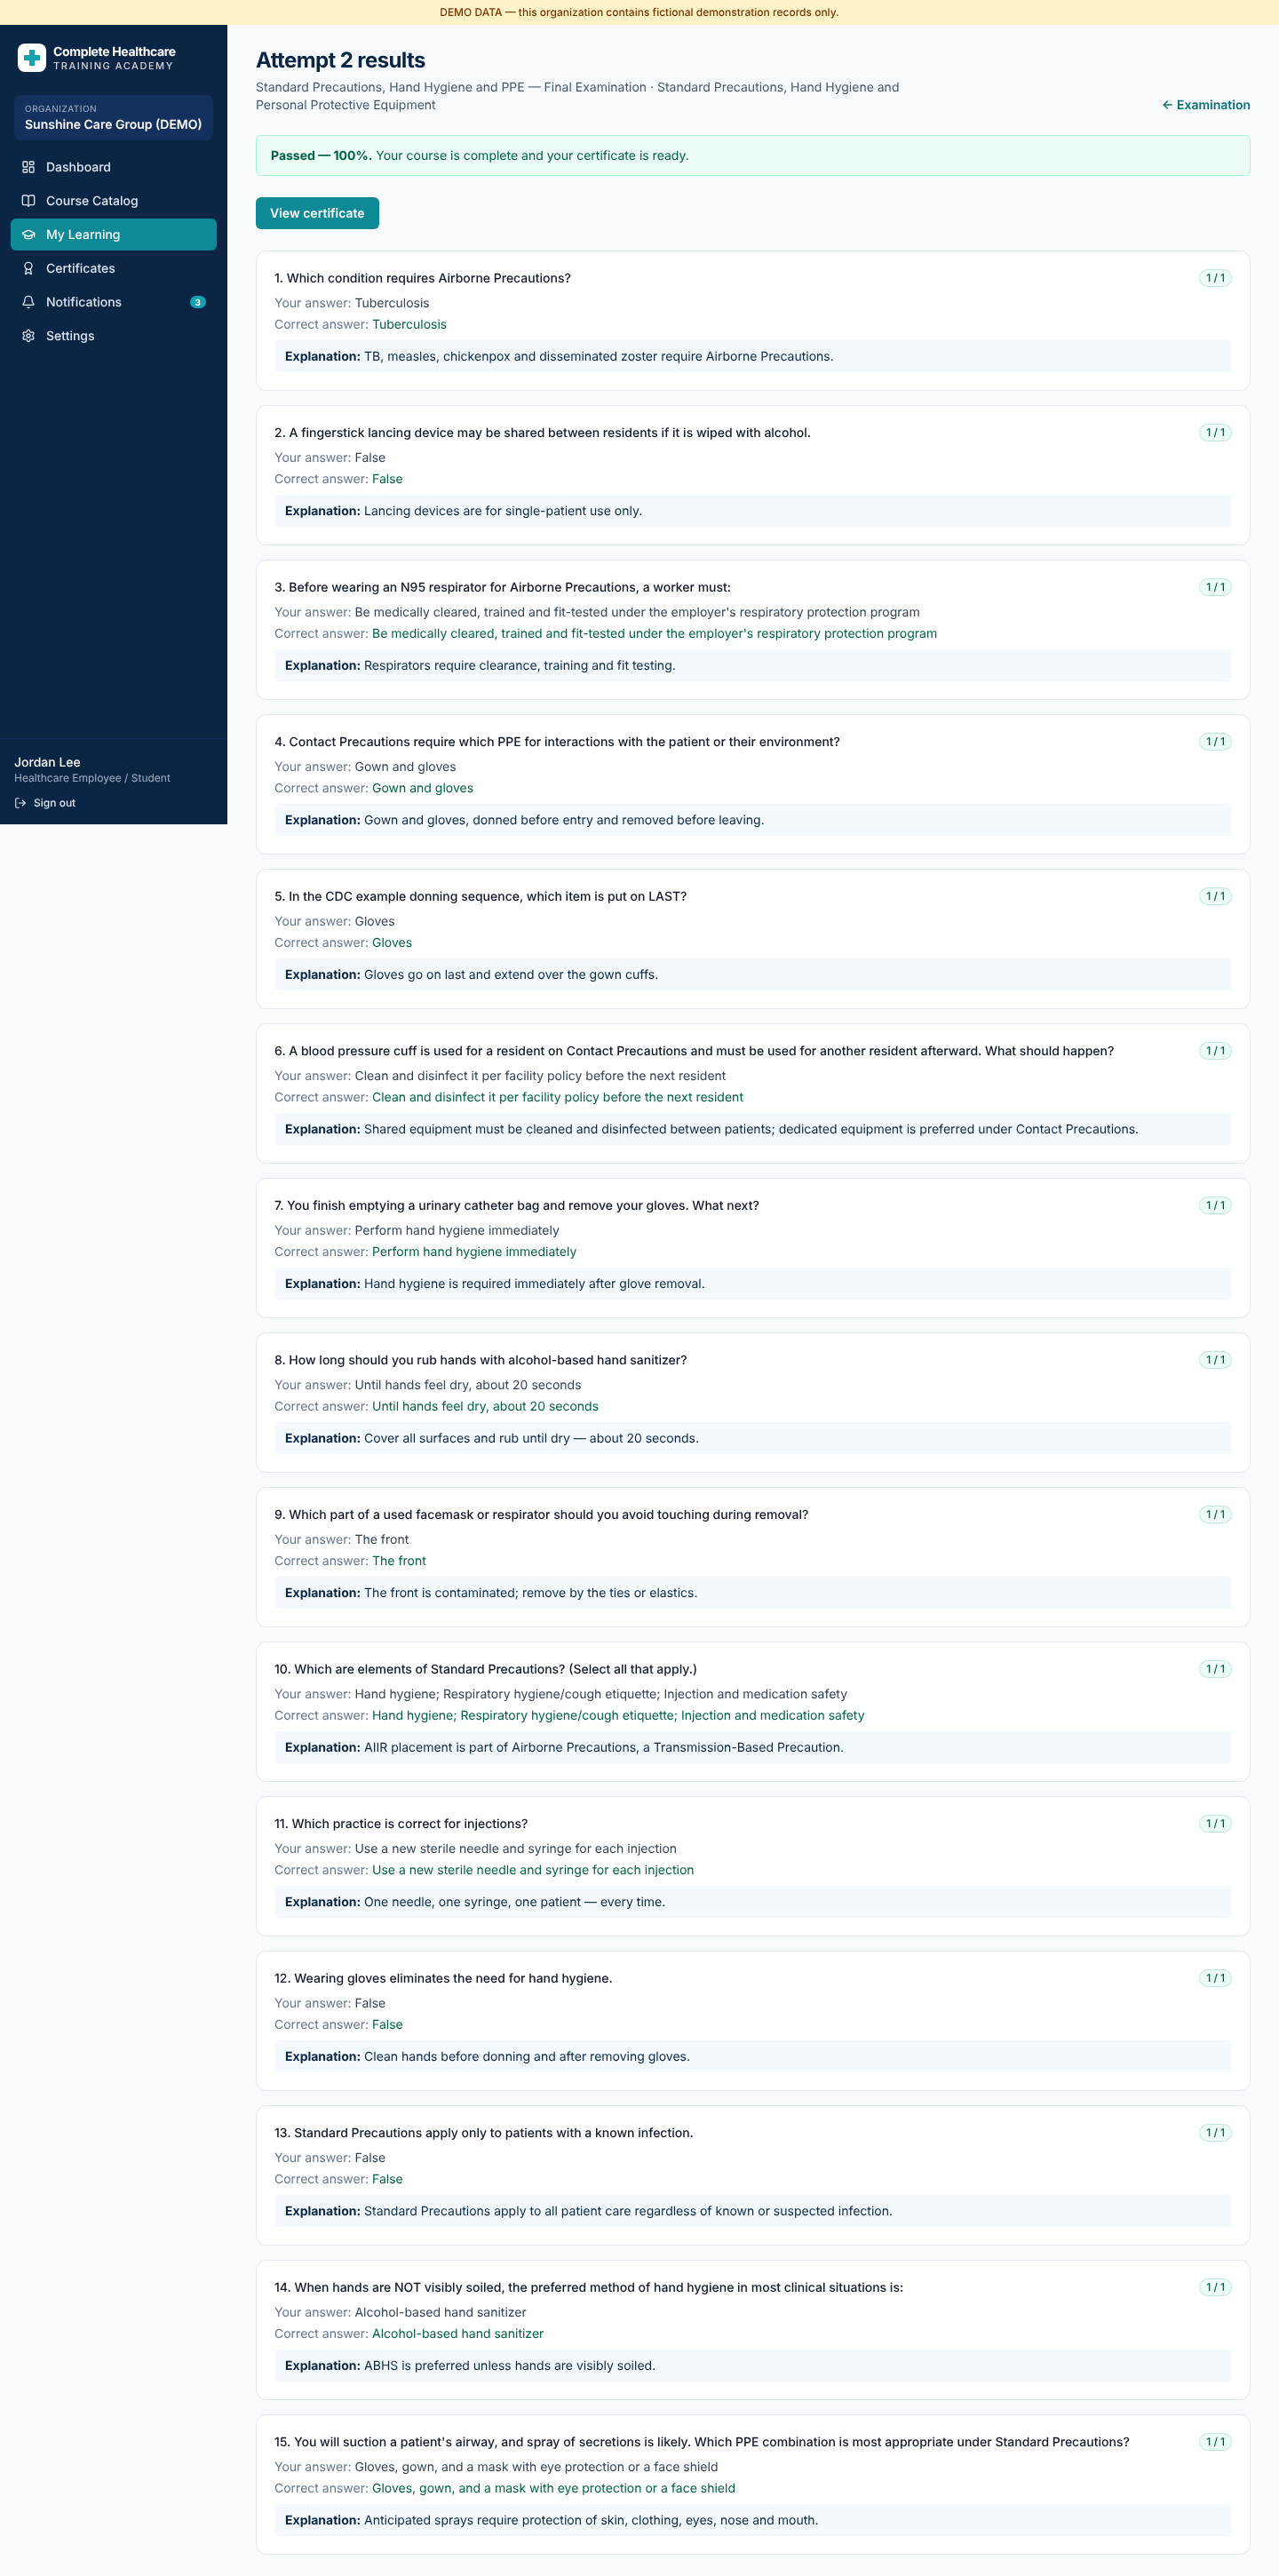 DEMO DATA — this organization contains fictional demonstration records only.
Complete Healthcare
TRAINING ACADEMY
ORGANIZATION
Sunshine Care Group (DEMO)
Dashboard
Course Catalog
My Learning
Certificates
Notifications 3
Settings
Jordan Lee
Healthcare Employee / Student
Sign out
Attempt 2 results
Standard Precautions, Hand Hygiene and PPE — Final Examination · Standard Precautions, Hand Hygiene and
Personal Protective Equipment
← Examination
Passed — 100%. Your course is complete and your certificate is ready.
View certificate
1. Which condition requires Airborne Precautions? 1 / 1
Your answer: Tuberculosis
Correct answer: Tuberculosis
Explanation: TB, measles, chickenpox and disseminated zoster require Airborne Precautions.
2. A fingerstick lancing device may be shared between residents if it is wiped with alcohol. 1 / 1
Your answer: False
Correct answer: False
Explanation: Lancing devices are for single-patient use only.
3. Before wearing an N95 respirator for Airborne Precautions, a worker must: 1 / 1
Your answer: Be medically cleared, trained and fit-tested under the employer's respiratory protection program
Correct answer: Be medically cleared, trained and fit-tested under the employer's respiratory protection program
Explanation: Respirators require clearance, training and fit testing.
4. Contact Precautions require which PPE for interactions with the patient or their environment? 1 / 1
Your answer: Gown and gloves
Correct answer: Gown and gloves
Explanation: Gown and gloves, donned before entry and removed before leaving.
5. In the CDC example donning sequence, which item is put on LAST? 1 / 1
Your answer: Gloves
Correct answer: Gloves
Explanation: Gloves go on last and extend over the gown cuffs.
6. A blood pressure cuff is used for a resident on Contact Precautions and must be used for another resident afterward. What should happen? 1 / 1
Your answer: Clean and disinfect it per facility policy before the next resident
Correct answer: Clean and disinfect it per facility policy before the next resident
Explanation: Shared equipment must be cleaned and disinfected between patients; dedicated equipment is preferred under Contact Precautions.
7. You finish emptying a urinary catheter bag and remove your gloves. What next? 1 / 1
Your answer: Perform hand hygiene immediately
Correct answer: Perform hand hygiene immediately
Explanation: Hand hygiene is required immediately after glove removal.
8. How long should you rub hands with alcohol-based hand sanitizer? 1 / 1
Your answer: Until hands feel dry, about 20 seconds
Correct answer: Until hands feel dry, about 20 seconds
Explanation: Cover all surfaces and rub until dry — about 20 seconds.
9. Which part of a used facemask or respirator should you avoid touching during removal? 1 / 1
Your answer: The front
Correct answer: The front
Explanation: The front is contaminated; remove by the ties or elastics.
10. Which are elements of Standard Precautions? (Select all that apply.) 1 / 1
Your answer: Hand hygiene; Respiratory hygiene/cough etiquette; Injection and medication safety
Correct answer: Hand hygiene; Respiratory hygiene/cough etiquette; Injection and medication safety
Explanation: AIIR placement is part of Airborne Precautions, a Transmission-Based Precaution.
11. Which practice is correct for injections? 1 / 1
Your answer: Use a new sterile needle and syringe for each injection
Correct answer: Use a new sterile needle and syringe for each injection
Explanation: One needle, one syringe, one patient — every time.
12. Wearing gloves eliminates the need for hand hygiene. 1 / 1
Your answer: False
Correct answer: False
Explanation: Clean hands before donning and after removing gloves.
13. Standard Precautions apply only to patients with a known infection. 1 / 1
Your answer: False
Correct answer: False
Explanation: Standard Precautions apply to all patient care regardless of known or suspected infection.
14. When hands are NOT visibly soiled, the preferred method of hand hygiene in most clinical situations is: 1 / 1
Your answer: Alcohol-based hand sanitizer
Correct answer: Alcohol-based hand sanitizer
Explanation: ABHS is preferred unless hands are visibly soiled.
15. You will suction a patient's airway, and spray of secretions is likely. Which PPE combination is most appropriate under Standard Precautions? 1 / 1
Your answer: Gloves, gown, and a mask with eye protection or a face shield
Correct answer: Gloves, gown, and a mask with eye protection or a face shield
Explanation: Anticipated sprays require protection of skin, clothing, eyes, nose and mouth.